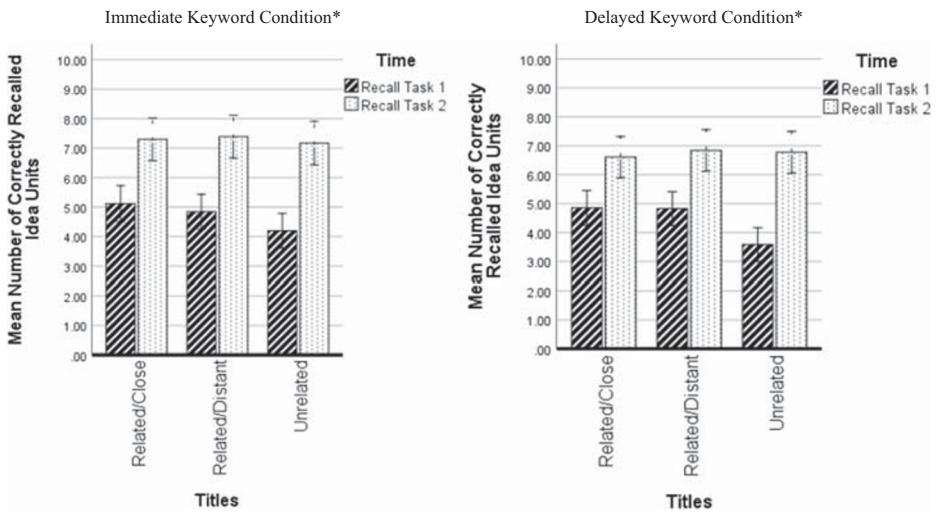 Immediate Keyword Condition*
Mean Number of Correctly Recalled
Idea Units
10.00
9.00
8.00
7.00
6.00
5.00
4.00
3.00
2.00
1.00
.00
Related/Close
Related/Distant
Unrelated
Titles
Time
Recall Task 1
Recall Task 2
Delayed Keyword Condition*
Mean Number of Correctly
Recalled Idea Units
10.00
9.00
8.00
7.00
6.00
5.00
4.00
3.00
2.00
1.00
.00
Related/Close
Related/Distant
Unrelated
Titles
Time
Recall Task 1
Recall Task 2